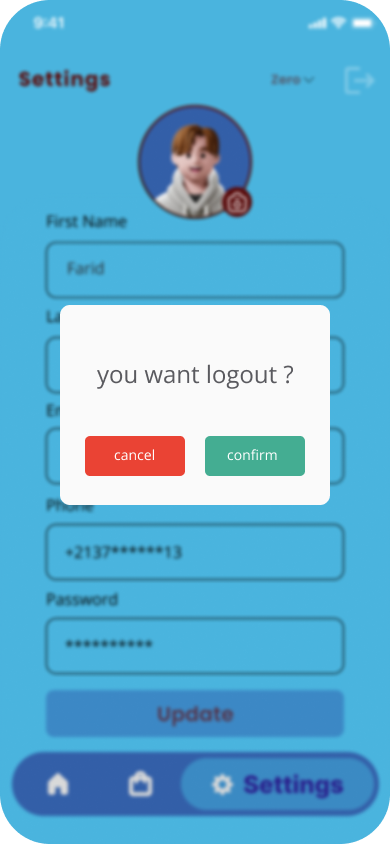 9:41
Settings
Zero
First Name
Farid
La
you want logout ?
En
cancel confirm
Phone
+2137******13
Password
**********
Update
Settings